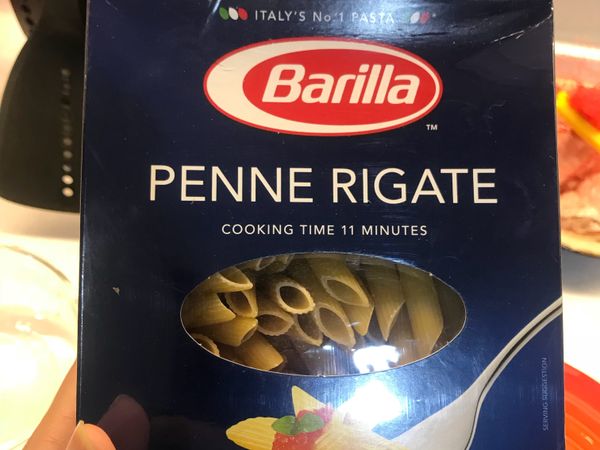 ITALY'S No.1 PASTA
Barilla
TM
PENNE RIGATE
COOKING TIME 11 MINUTES
SERVING SUGGESTION